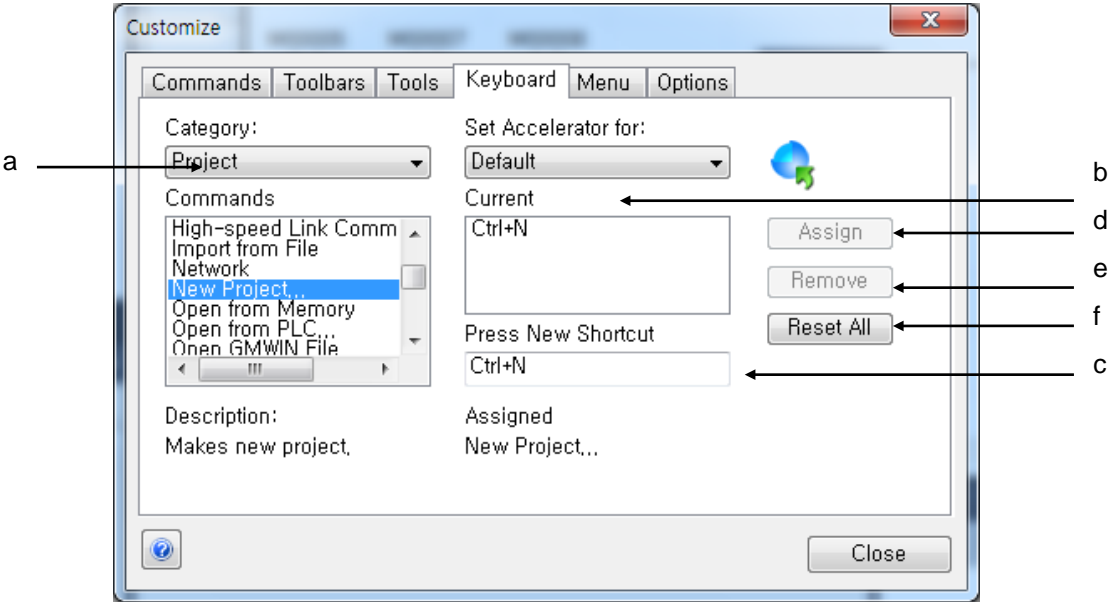 Customize
Commands Toolbars Tools Keyboard Menu Options
Category: Set Accelerator for:
a Project Default
Commands Current b
High-speed Link Comm Ctrl+N Assign d
Import from File
Network Remove e
New Project...
Open from Memory
Open from PLC... Reset All f
Open GMWIN File Press New Shortcut
Ctrl+N c
Description: Assigned
Makes new project. New Project...
Close